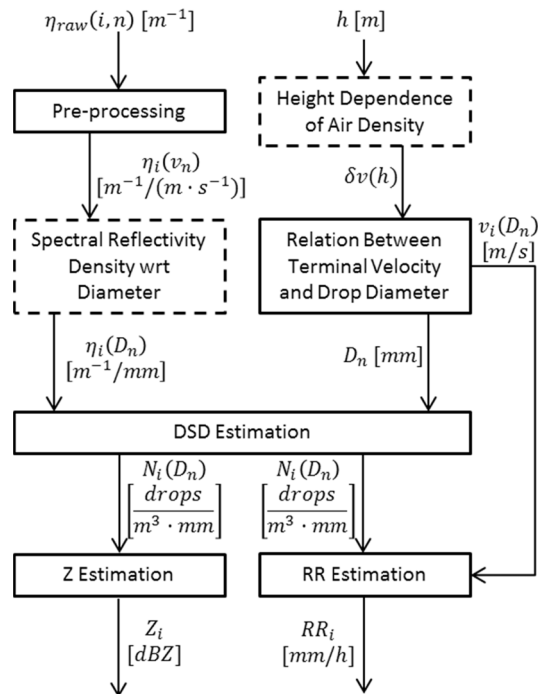 η_raw(i,n) [m⁻¹]
h [m]
Pre-processing
Height Dependence
of Air Density
η_i(v_n)
[m⁻¹/(m · s⁻¹)]
δv(h)
Spectral Reflectivity
Density wrt
Diameter
Relation Between
Terminal Velocity
and Drop Diameter
v_i(D_n)
[m/s]
η_i(D_n)
[m⁻¹/mm]
D_n [mm]
DSD Estimation
N_i(D_n)
[drops / m³ · mm]
N_i(D_n)
[drops / m³ · mm]
Z Estimation
RR Estimation
Z_i
[dBZ]
RR_i
[mm/h]